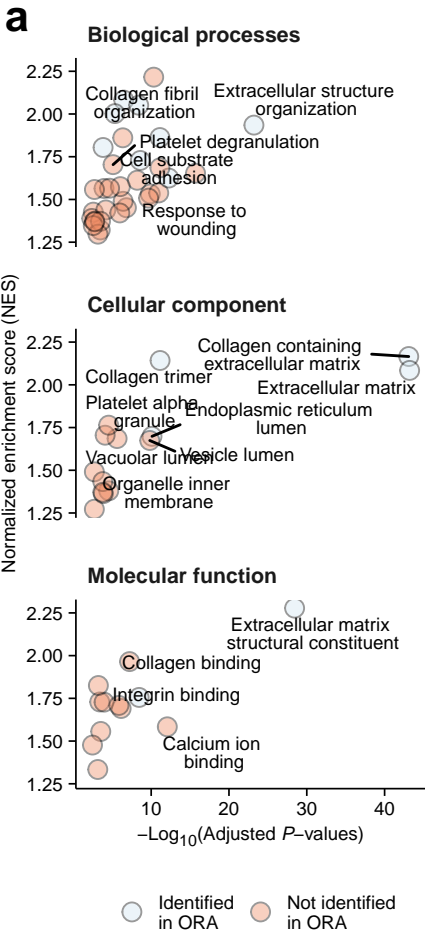 a
Biological processes
2.25
2.00
1.75
1.50
1.25
Collagen fibril
organization
Extracellular structure
organization
Platelet degranulation
Cell substrate
adhesion
Response to
wounding
Normalized enrichment score (NES)
Cellular component
2.25
2.00
1.75
1.50
1.25
Collagen containing
extracellular matrix
Collagen trimer
Extracellular matrix
Platelet alpha
granule
Endoplasmic reticulum
lumen
Vacuolar lumen
Vesicle lumen
Organelle inner
membrane
Molecular function
2.25
2.00
1.75
1.50
1.25
Extracellular matrix
structural constituent
Collagen binding
Integrin binding
Calcium ion
binding
10 20 30 40
−Log10(Adjusted P−values)
Identified
in ORA
Not identified
in ORA